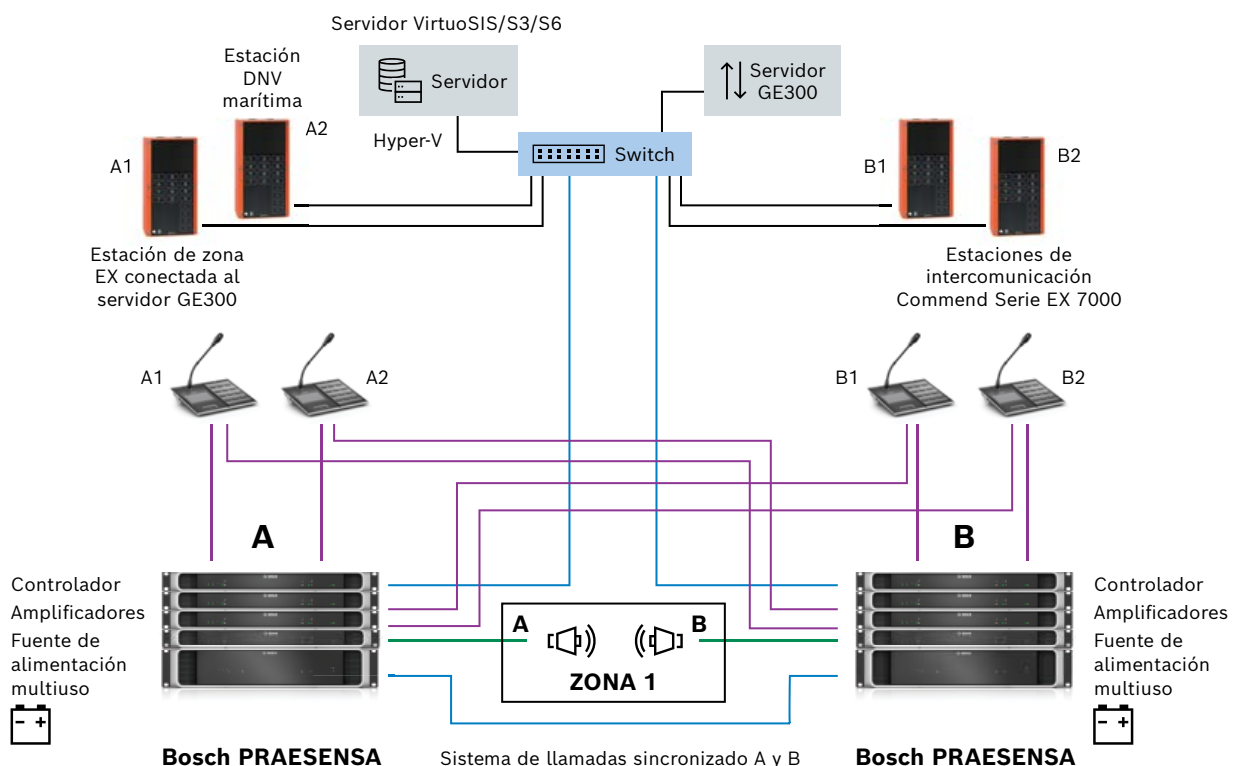 Servidor VirtuoSIS/S3/S6
Estación
DNV
marítima
Servidor
Servidor
GE300
Hyper-V
Switch
A1
A2
B1
B2
Estación de zona
EX conectada al
servidor GE300
Estaciones de
intercomunicación
Commend Serie EX 7000
A1
A2
B1
B2
A
B
Controlador
Amplificadores
Fuente de
alimentación
multiuso
- +
A
B
ZONA 1
Controlador
Amplificadores
Fuente de
alimentación
multiuso
- +
Bosch PRAESENSA
Sistema de llamadas sincronizado A y B
Bosch PRAESENSA